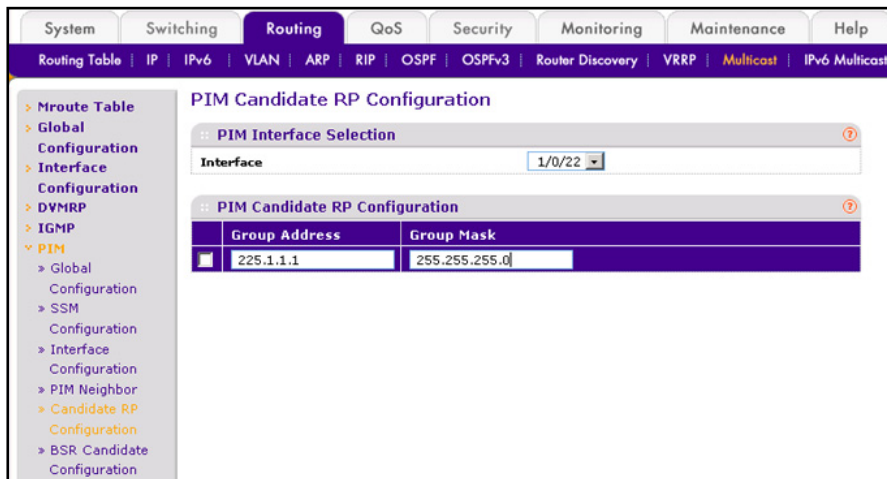 System Switching Routing QoS Security Monitoring Maintenance Help
Routing Table IP IPv6 VLAN ARP RIP OSPF OSPFv3 Router Discovery VRRP Multicast IPv6 Multicast
Mroute Table
Global
Configuration
Interface
Configuration
DVMRP
IGMP
PIM
Global
Configuration
SSM
Configuration
Interface
Configuration
PIM Neighbor
Candidate RP
Configuration
BSR Candidate
Configuration
PIM Candidate RP Configuration
PIM Interface Selection
Interface 1/0/22
PIM Candidate RP Configuration
Group Address Group Mask
225.1.1.1 255.255.255.0